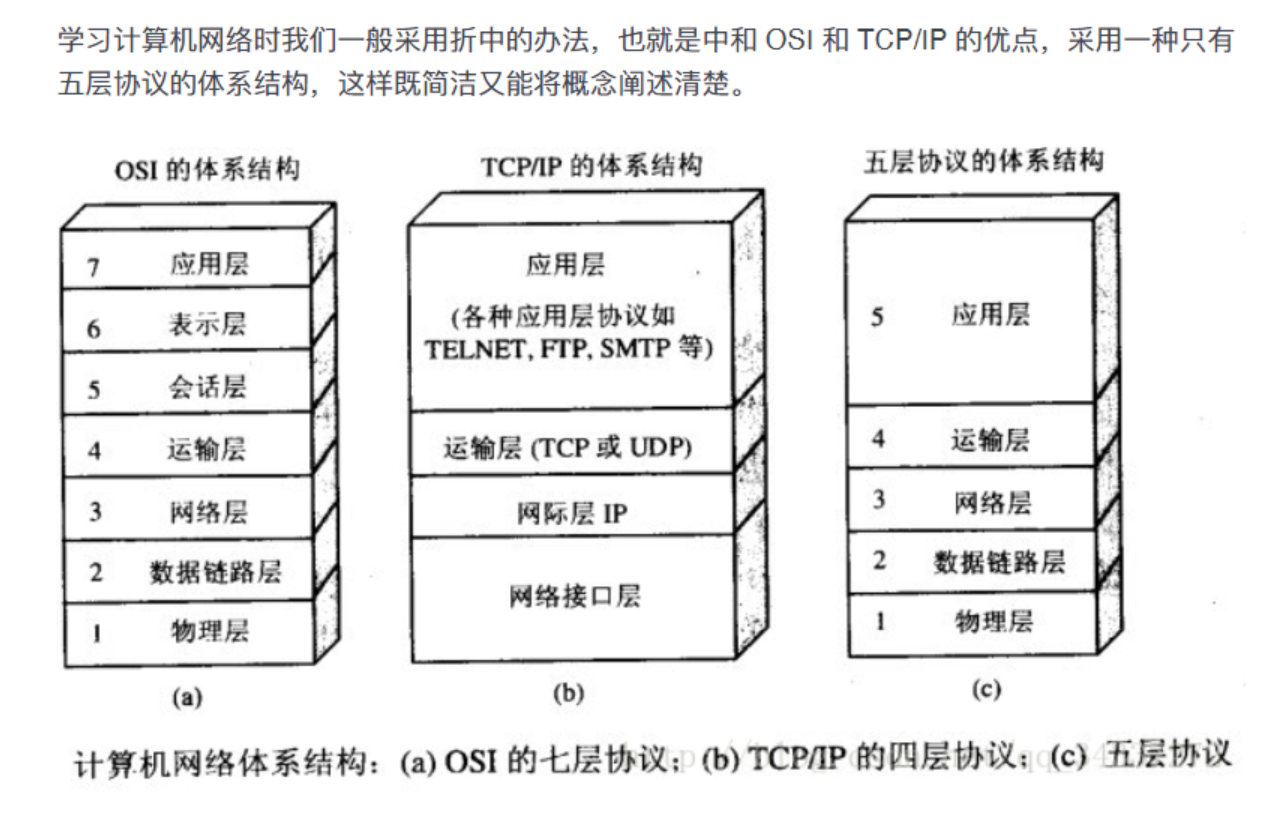 学习计算机网络时我们一般采用折中的办法，也就是中和 OSI 和 TCP/IP 的优点，采用一种只有
五层协议的体系结构，这样既简洁又能将概念阐述清楚。
OSI 的体系结构
7 应用层
6 表示层
5 会话层
4 运输层
3 网络层
2 数据链路层
1 物理层
(a)
TCP/IP 的体系结构
应用层
(各种应用层协议如
TELNET, FTP, SMTP 等)
运输层 (TCP 或 UDP)
网际层 IP
网络接口层
(b)
五层协议的体系结构
5 应用层
4 运输层
3 网络层
2 数据链路层
1 物理层
(c)
计算机网络体系结构：(a) OSI 的七层协议；(b) TCP/IP 的四层协议；(c) 五层协议